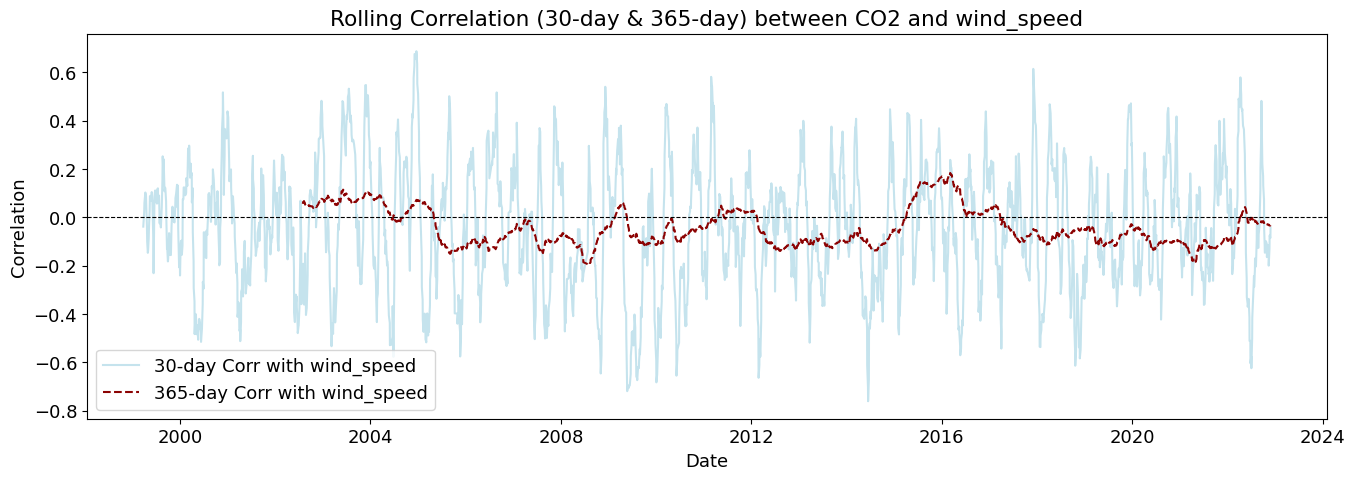 Rolling Correlation (30-day & 365-day) between CO2 and wind_speed
Correlation
0.6
0.4
0.2
0.0
−0.2
−0.4
−0.6
−0.8
30-day Corr with wind_speed
365-day Corr with wind_speed
2000 2004 2008 2012 2016 2020 2024
Date